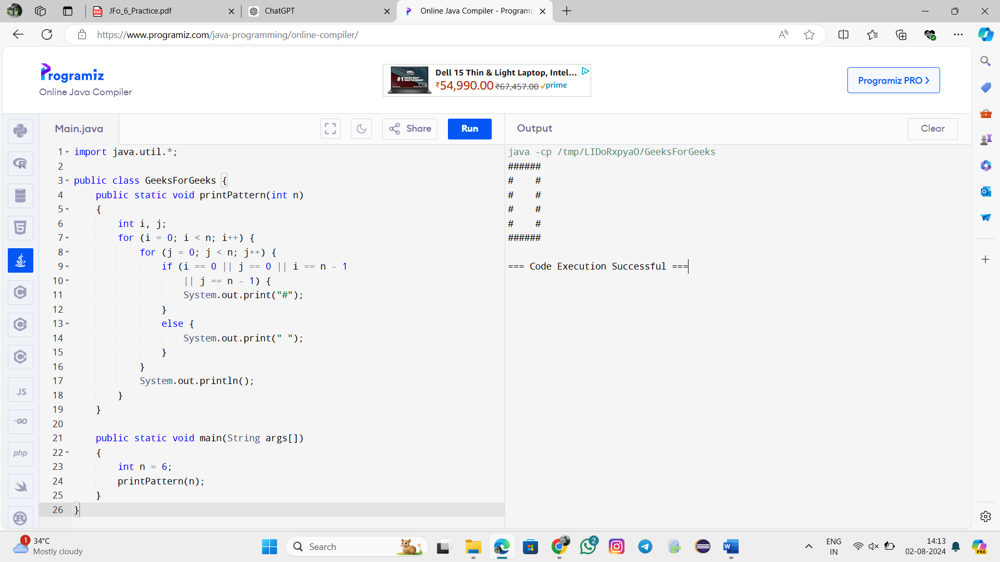 JFo_6_Practice.pdf
ChatGPT
Online Java Compiler - Programi
https://www.programiz.com/java-programming/online-compiler/
Programiz
Online Java Compiler
Dell 15 Thin & Light Laptop, Intel...
₹54,990.00 ₹67,457.00 prime
Programiz PRO
Main.java
Share
Run
Output
Clear
1 import java.util.*;
2
3 public class GeeksForGeeks {
4     public static void printPattern(int n)
5     {
6         int i, j;
7         for (i = 0; i < n; i++) {
8             for (j = 0; j < n; j++) {
9                 if (i == 0 || j == 0 || i == n - 1
10                     || j == n - 1) {
11                     System.out.print("#");
12                 }
13                 else {
14                     System.out.print(" ");
15                 }
16             }
17             System.out.println();
18         }
19     }
20
21     public static void main(String args[])
22     {
23         int n = 6;
24         printPattern(n);
25     }
26 }
java -cp /tmp/LIDoRxpyaO/GeeksForGeeks
######
#    #
#    #
#    #
#    #
######
=== Code Execution Successful ===
JS
GO
php
1
34°C
Mostly cloudy
Search
2
ENG
IN
14:13
02-08-2024
PRE